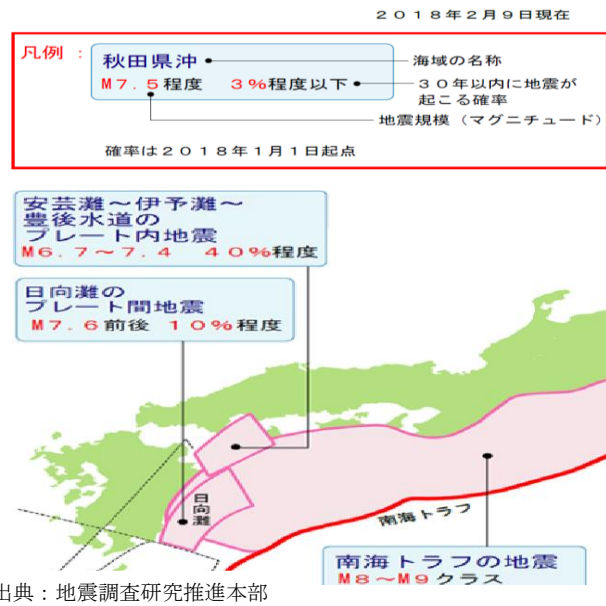 ２０１８年２月９日現在
凡例：
秋田県沖
Ｍ７．５程度　３％程度以下
海域の名称
３０年以内に地震が
起こる確率
地震規模（マグニチュード）
確率は２０１８年１月１日起点
安芸灘～伊予灘～
豊後水道の
プレート内地震
Ｍ６．７～７．４　４０％程度
日向灘の
プレート間地震
Ｍ７．６前後　１０％程度
日向灘
南海トラフ
南海トラフの地震
Ｍ８～Ｍ９クラス
出典：地震調査研究推進本部